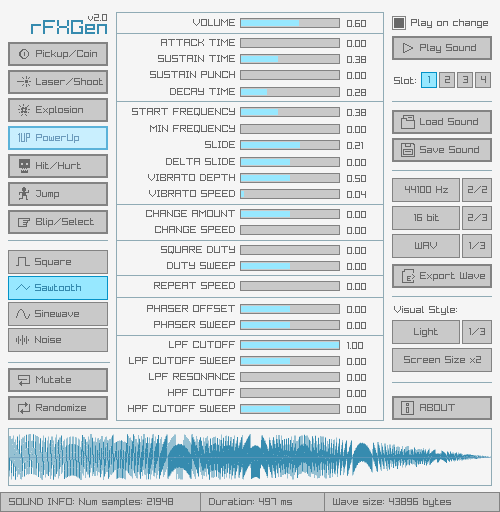 rFXGen v2.0
Pickup/Coin
Laser/Shoot
Explosion
1UP PowerUp
Hit/Hurt
Jump
Blip/Select
Square
Sawtooth
Sinewave
Noise
Mutate
Randomize
VOLUME 0.60
ATTACK TIME 0.00
SUSTAIN TIME 0.38
SUSTAIN PUNCH 0.00
DECAY TIME 0.28
START FREQUENCY 0.38
MIN FREQUENCY 0.00
SLIDE 0.21
DELTA SLIDE 0.00
VIBRATO DEPTH 0.50
VIBRATO SPEED 0.04
CHANGE AMOUNT 0.00
CHANGE SPEED 0.00
SQUARE DUTY 0.00
DUTY SWEEP 0.00
REPEAT SPEED 0.00
PHASER OFFSET 0.00
PHASER SWEEP 0.00
LPF CUTOFF 1.00
LPF CUTOFF SWEEP 0.00
LPF RESONANCE 0.00
HPF CUTOFF 0.00
HPF CUTOFF SWEEP 0.00
Play on change
Play Sound
Slot: 1 2 3 4
Load Sound
Save Sound
44100 Hz 2/2
16 bit 2/3
WAV 1/3
Export Wave
Visual Style:
Light 1/3
Screen Size x2
ABOUT
SOUND INFO: Num samples: 21948 Duration: 497 ms Wave size: 43896 bytes